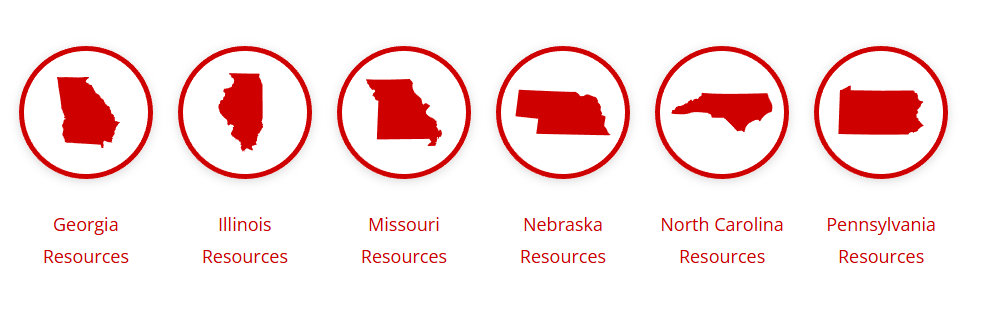 Georgia
Resources
Illinois
Resources
Missouri
Resources
Nebraska
Resources
North Carolina
Resources
Pennsylvania
Resources